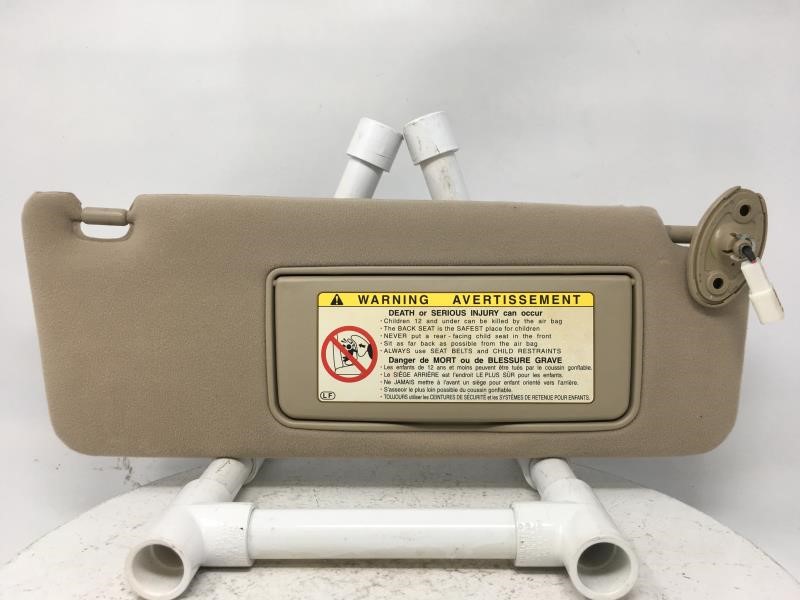 WARNING AVERTISSEMENT
DEATH or SERIOUS INJURY can occur
· Children 12 and under can be killed by the air bag
· The BACK SEAT is the SAFEST place for children
· NEVER put a rear-facing child seat in the front
· Sit as far back as possible from the air bag
· ALWAYS use SEAT BELTS and CHILD RESTRAINTS
Danger de MORT ou de BLESSURE GRAVE
· Les enfants de 12 ans et moins peuvent être tués par le coussin gonflable.
· Le SIÈGE ARRIÈRE est l'endroit LE PLUS SÛR pour les enfants.
· Ne JAMAIS mettre à l'avant un siège pour enfant orienté vers l'arrière.
· S'asseoir le plus loin possible du coussin gonflable.
· TOUJOURS utiliser les CEINTURES DE SÉCURITÉ et les SYSTÈMES DE RETENUE POUR ENFANTS.
LF